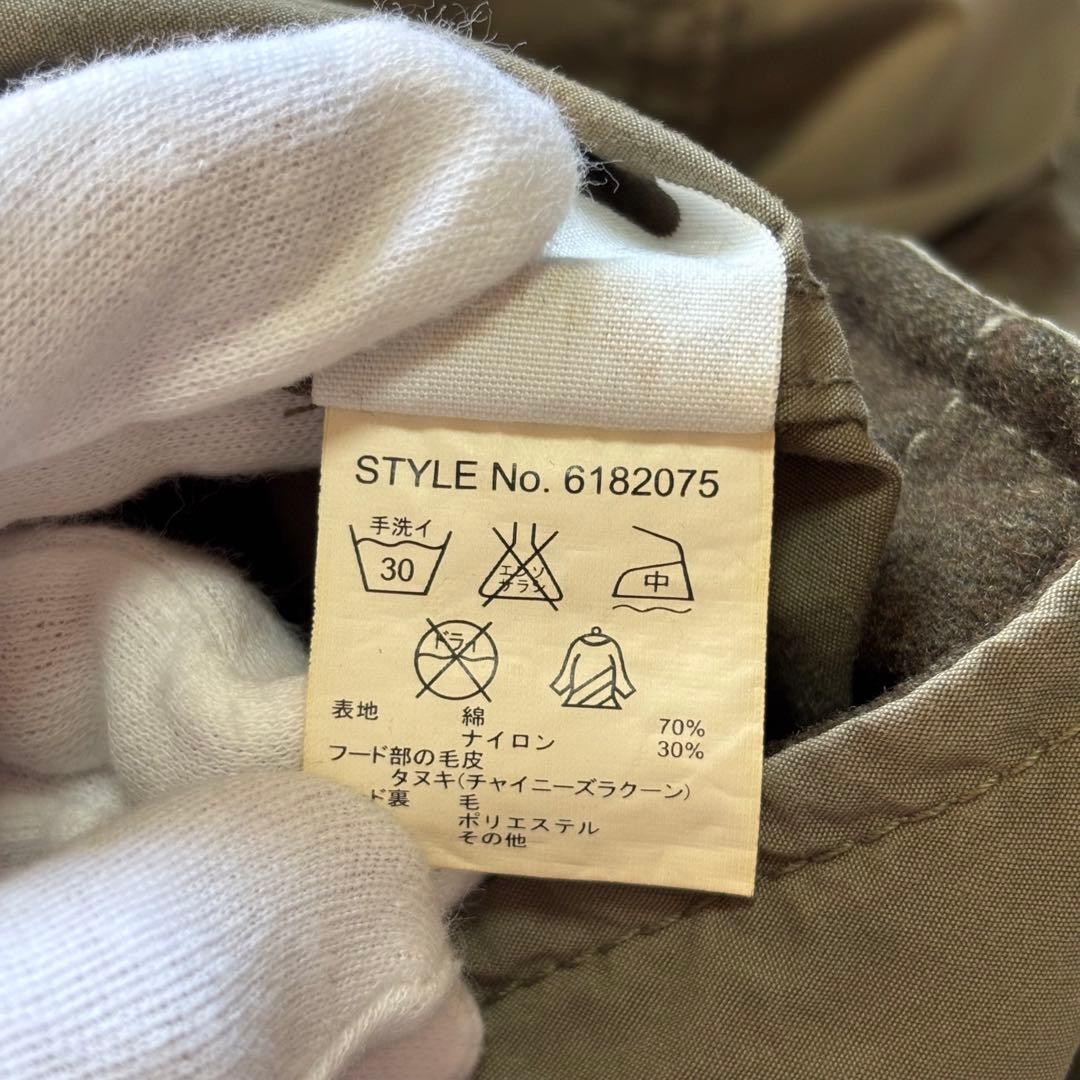 STYLE No. 6182075
手洗イ
30
エンソ
サラシ
中
ドライ
表地 綿 70%
ナイロン 30%
フード部の毛皮
タヌキ(チャイニーズラクーン)
ド裏 毛
ポリエステル
その他